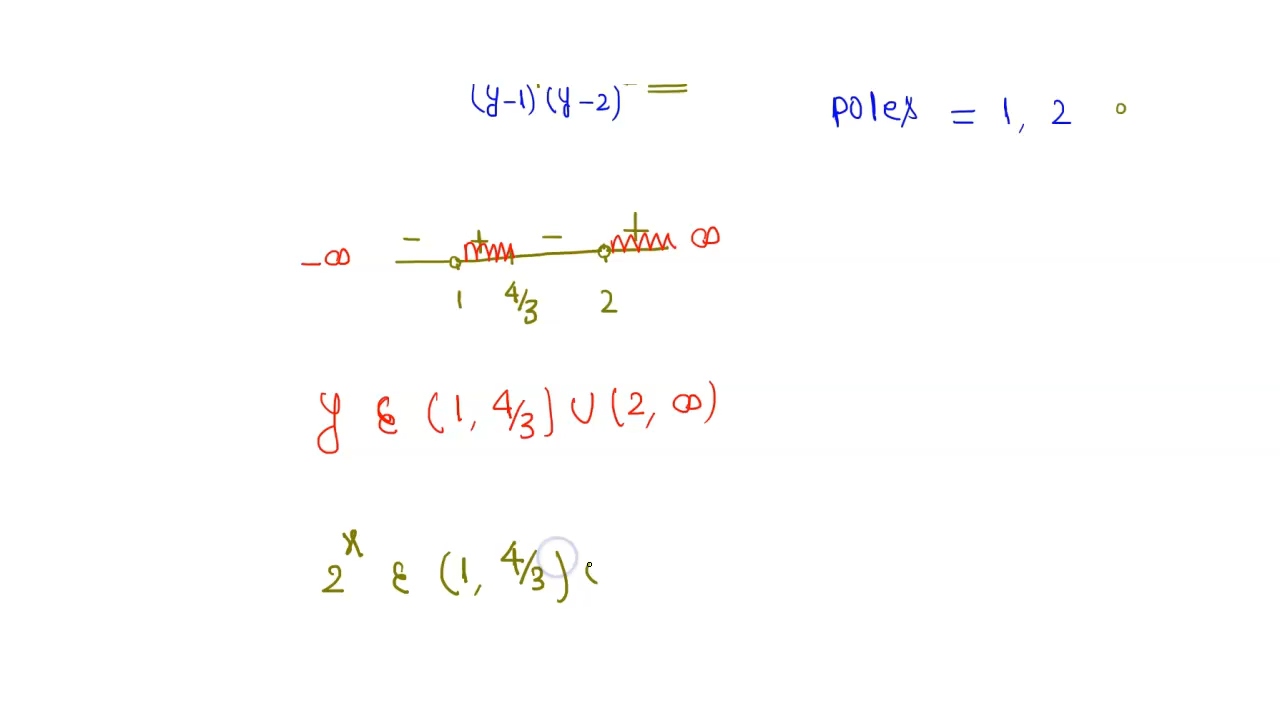 (y-1)(y-2) poles = 1, 2
- + - +
-∞ ∞
1 4/3 2
y ε (1, 4/3] ∪ (2, ∞)
2^x ε (1, 4/3)